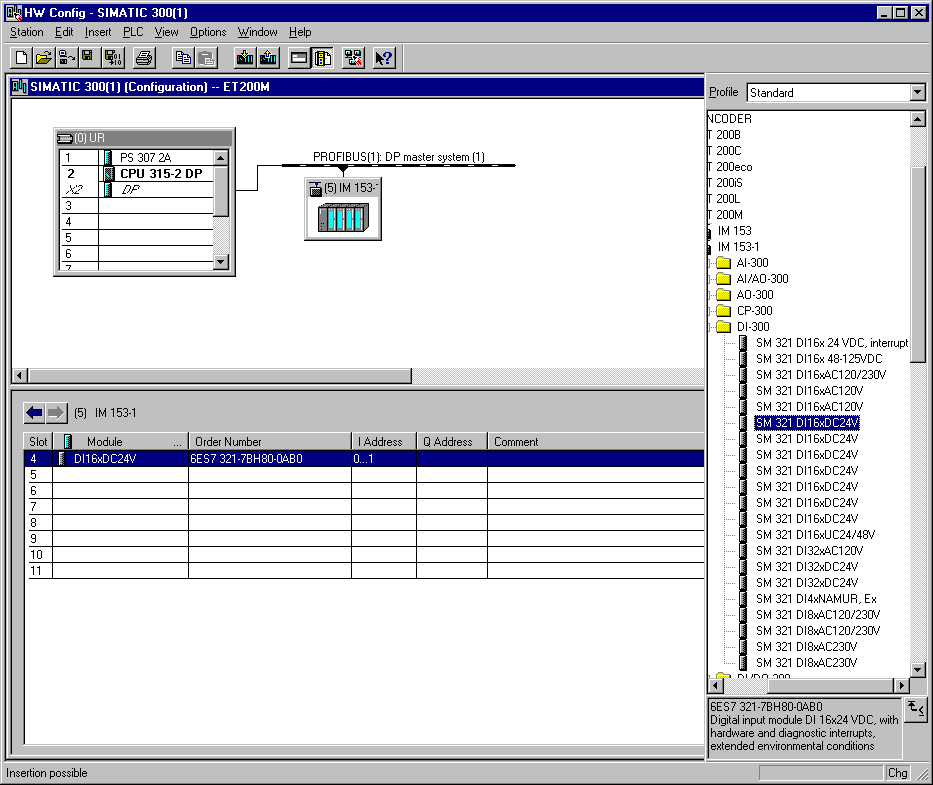 HW Config - SIMATIC 300(1)
Station Edit Insert PLC View Options Window Help
SIMATIC 300(1) (Configuration) -- ET200M
(0) UR
1 PS 307 2A
2 CPU 315-2 DP
X2 DP
3
4
5
6
7
PROFIBUS(1): DP master system (1)
(5) IM 153-1
(5) IM 153-1
Slot Module ... Order Number I Address Q Address Comment
4 DI16xDC24V 6ES7 321-7BH80-0AB0 0...1
5
6
7
8
9
10
11
Profile Standard
NCODER
T 200B
T 200C
T 200eco
T 200iS
T 200L
T 200M
IM 153
IM 153-1
AI-300
AI/AO-300
AO-300
CP-300
DI-300
SM 321 DI16x 24 VDC, interrupt
SM 321 DI16x 48-125VDC
SM 321 DI16xAC120/230V
SM 321 DI16xAC120V
SM 321 DI16xAC120V
SM 321 DI16xDC24V
SM 321 DI16xDC24V
SM 321 DI16xDC24V
SM 321 DI16xDC24V
SM 321 DI16xDC24V
SM 321 DI16xDC24V
SM 321 DI16xDC24V
SM 321 DI16xUC24/48V
SM 321 DI32xAC120V
SM 321 DI32xDC24V
SM 321 DI32xDC24V
SM 321 DI4xNAMUR, Ex
SM 321 DI8xAC120/230V
SM 321 DI8xAC120/230V
SM 321 DI8xAC230V
SM 321 DI8xAC230V
DI/DO-300
6ES7 321-7BH80-0AB0
Digital input module DI 16x24 VDC, with
hardware and diagnostic interrupts,
extended environmental conditions
Insertion possible
Chg